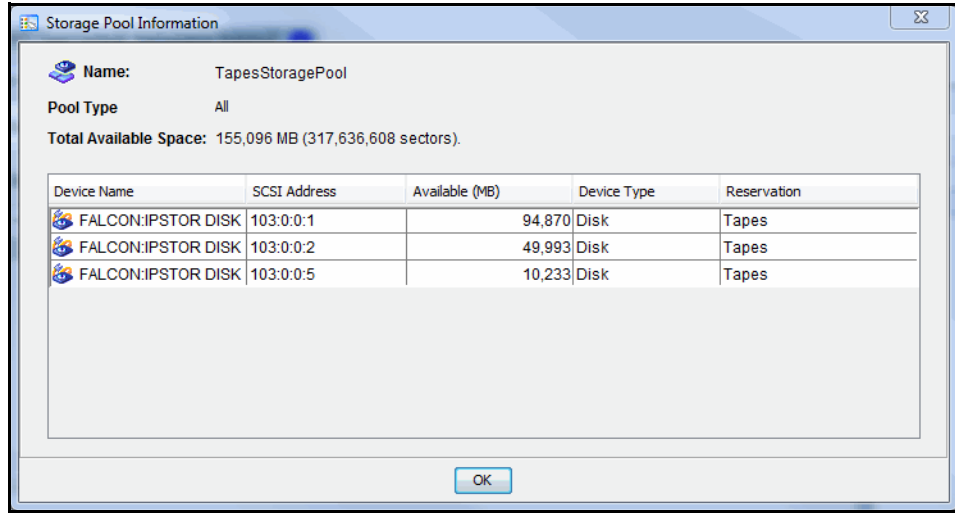 Storage Pool Information
Name: TapesStoragePool
Pool Type All
Total Available Space: 155,096 MB (317,636,608 sectors).
Device Name SCSI Address Available (MB) Device Type Reservation
FALCON:IPSTOR DISK 103:0:0:1 94,870 Disk Tapes
FALCON:IPSTOR DISK 103:0:0:2 49,993 Disk Tapes
FALCON:IPSTOR DISK 103:0:0:5 10,233 Disk Tapes
OK